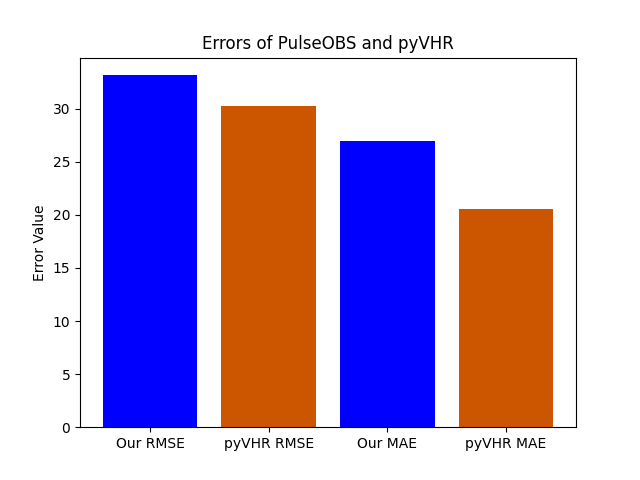 Errors of PulseOBS and pyVHR
Error Value
30
25
20
15
10
5
0
Our RMSE
pyVHR RMSE
Our MAE
pyVHR MAE